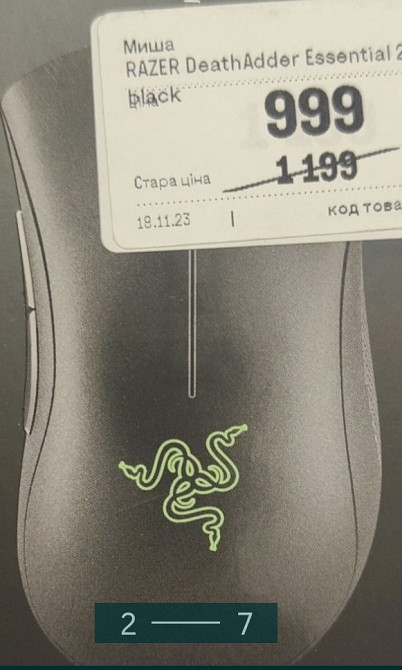 Миша
RAZER DeathAdder Essential 2
black
999
Стара ціна 1 199
18.11.23 | код това
2 — 7